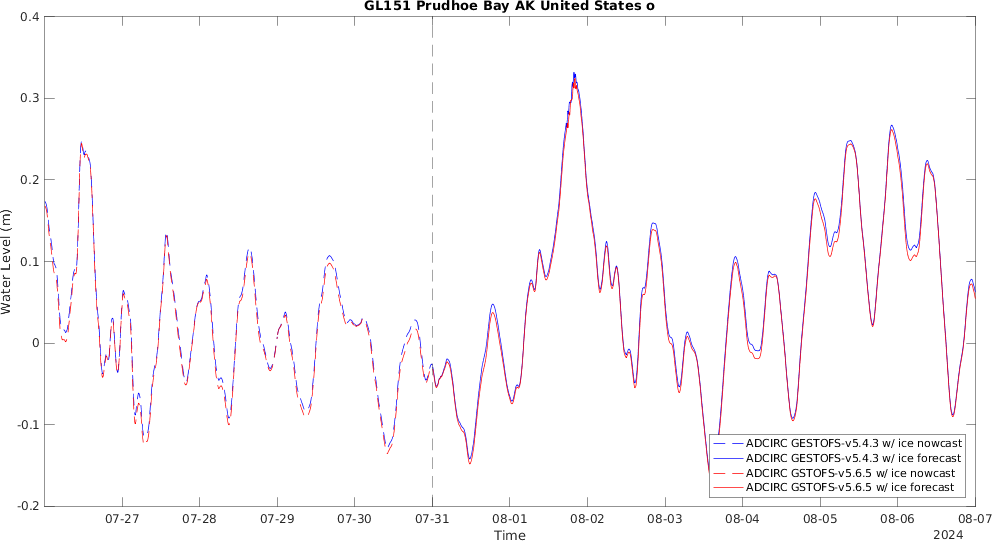 GL151 Prudhoe Bay AK United States o
0.4
0.3
0.2
0.1
0
-0.1
-0.2
Water Level (m)
07-27
07-28
07-29
07-30
07-31
08-01
08-02
08-03
08-04
08-05
08-06
08-07
Time
2024
ADCIRC GESTOFS-v5.4.3 w/ ice nowcast
ADCIRC GESTOFS-v5.4.3 w/ ice forecast
ADCIRC GSTOFS-v5.6.5 w/ ice nowcast
ADCIRC GSTOFS-v5.6.5 w/ ice forecast